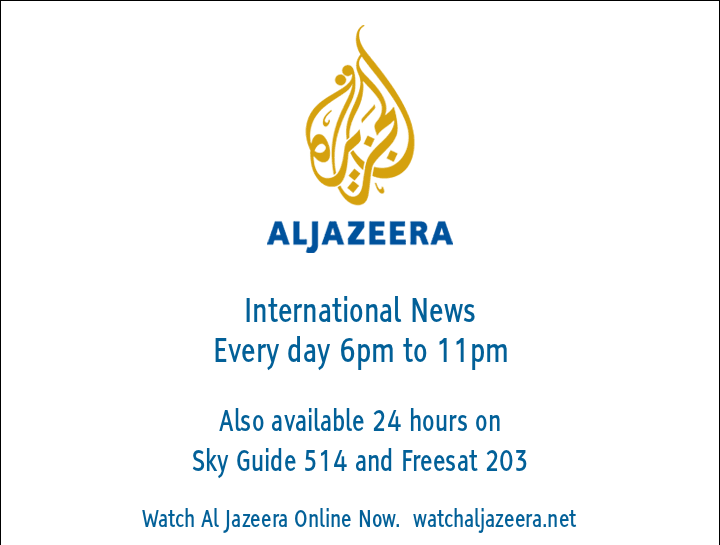 الجزيرة
ALJAZEERA
International News
Every day 6pm to 11pm
Also available 24 hours on
Sky Guide 514 and Freesat 203
Watch Al Jazeera Online Now.  watchaljazeera.net